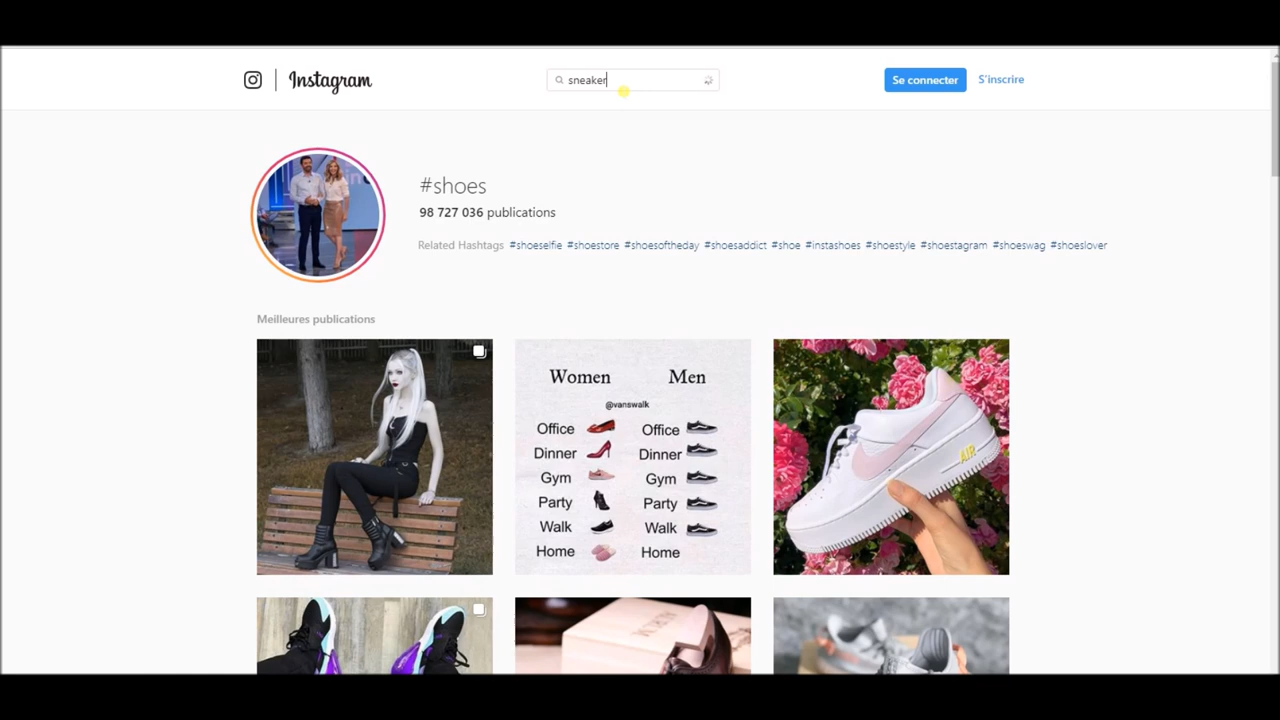 Instagram
sneaker
Se connecter
S'inscrire
#shoes
98 727 036 publications
Related Hashtags #shoeselfie #shoestore #shoesoftheday #shoesaddict #shoe #instashoes #shoestyle #shoestagram #shoeswag #shoeslover
Meilleures publications
Women Men
@vanswalk
Office Office
Dinner Dinner
Gym Gym
Party Party
Walk Walk
Home Home
AIR